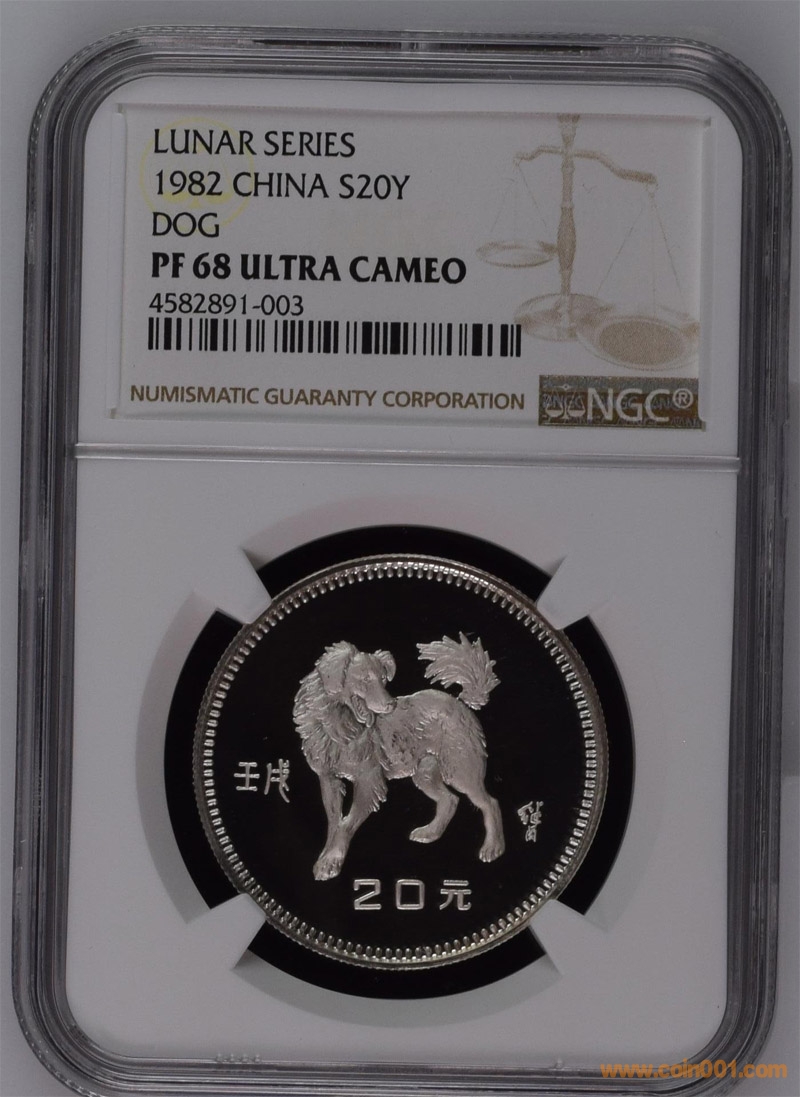 LUNAR SERIES
1982 CHINA S20Y
DOG
PF 68 ULTRA CAMEO
4582891-003
NUMISMATIC GUARANTY CORPORATION
NGC®
壬戌
20元
www.coin001.com